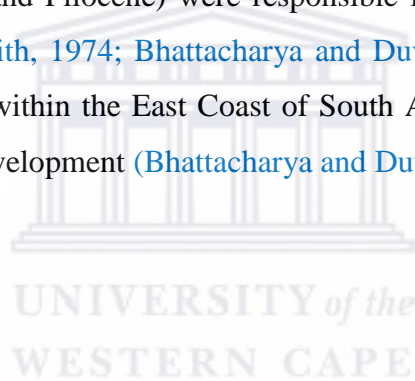 and Pliocene) were responsible
ith, 1974; Bhattacharya and Du
within the East Coast of South A
velopment (Bhattacharya and Du
UNIVERSITY of the
WESTERN CAPE